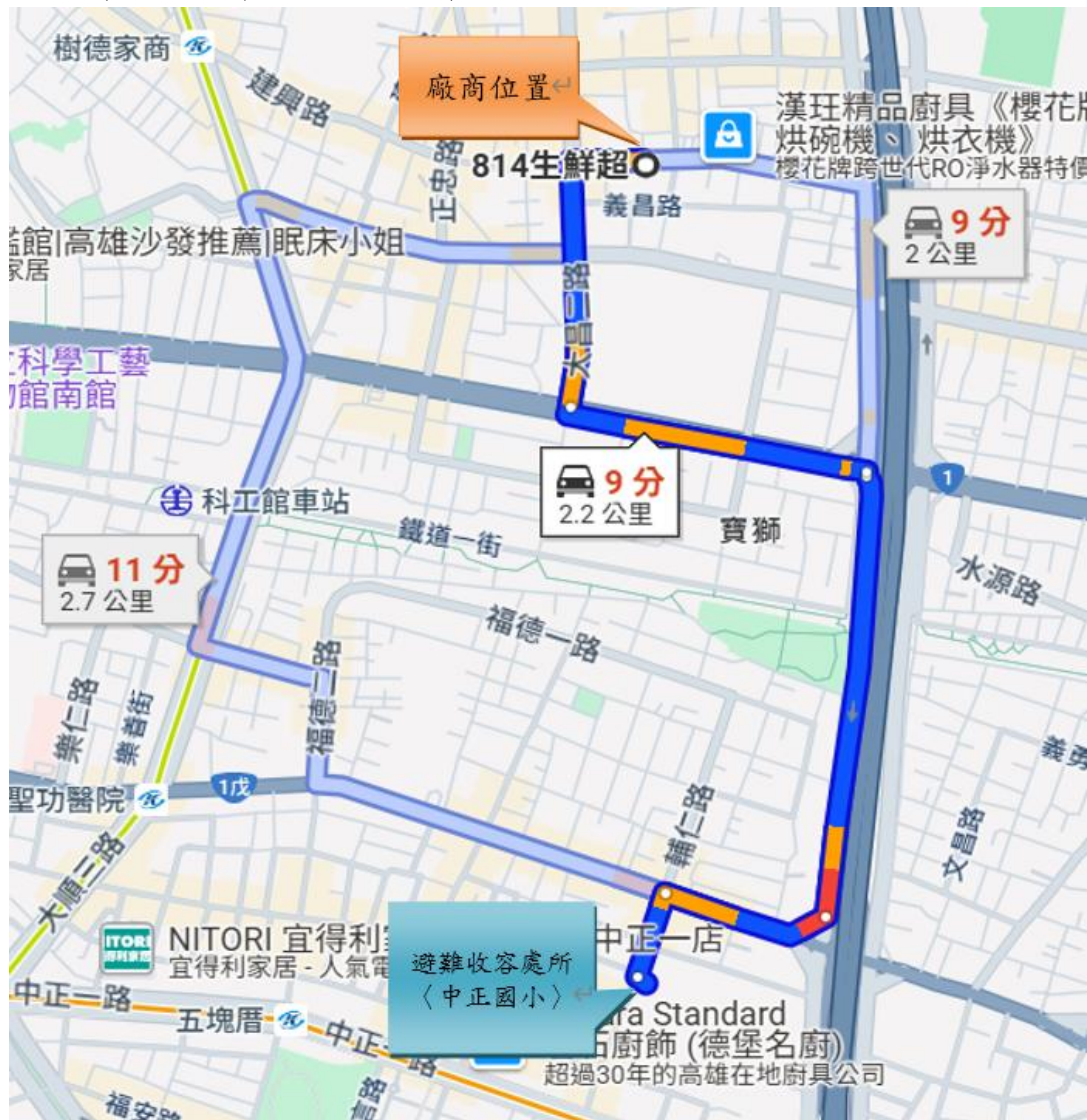 樹德家商
建興路
廠商位置
漢玨精品廚具《櫻花牌
烘碗機、烘衣機》
櫻花牌跨世代RO淨水器特價
814生鮮超
正忠路
義昌路
9 分
2 公里
館|高雄沙發推薦|眠床小姐
家居
大昌二路
科學工藝
館南館
9 分
2.2 公里
1
科工館車站
寶獅
鐵道一街
水源路
11 分
2.7 公里
福德一路
樂仁路
樂善街
福德二路
義勇
聖功醫院
1戊
輔仁路
文昌路
大順三路
NITORI 宜得利
宜得利家居 - 人氣
中正一店
避難收容處所
〈中正國小〉
中正一路
五塊厝
中正一路
ara Standard
石廚飾 (德堡名廚)
超過30年的高雄在地廚具公司
福安路
信路